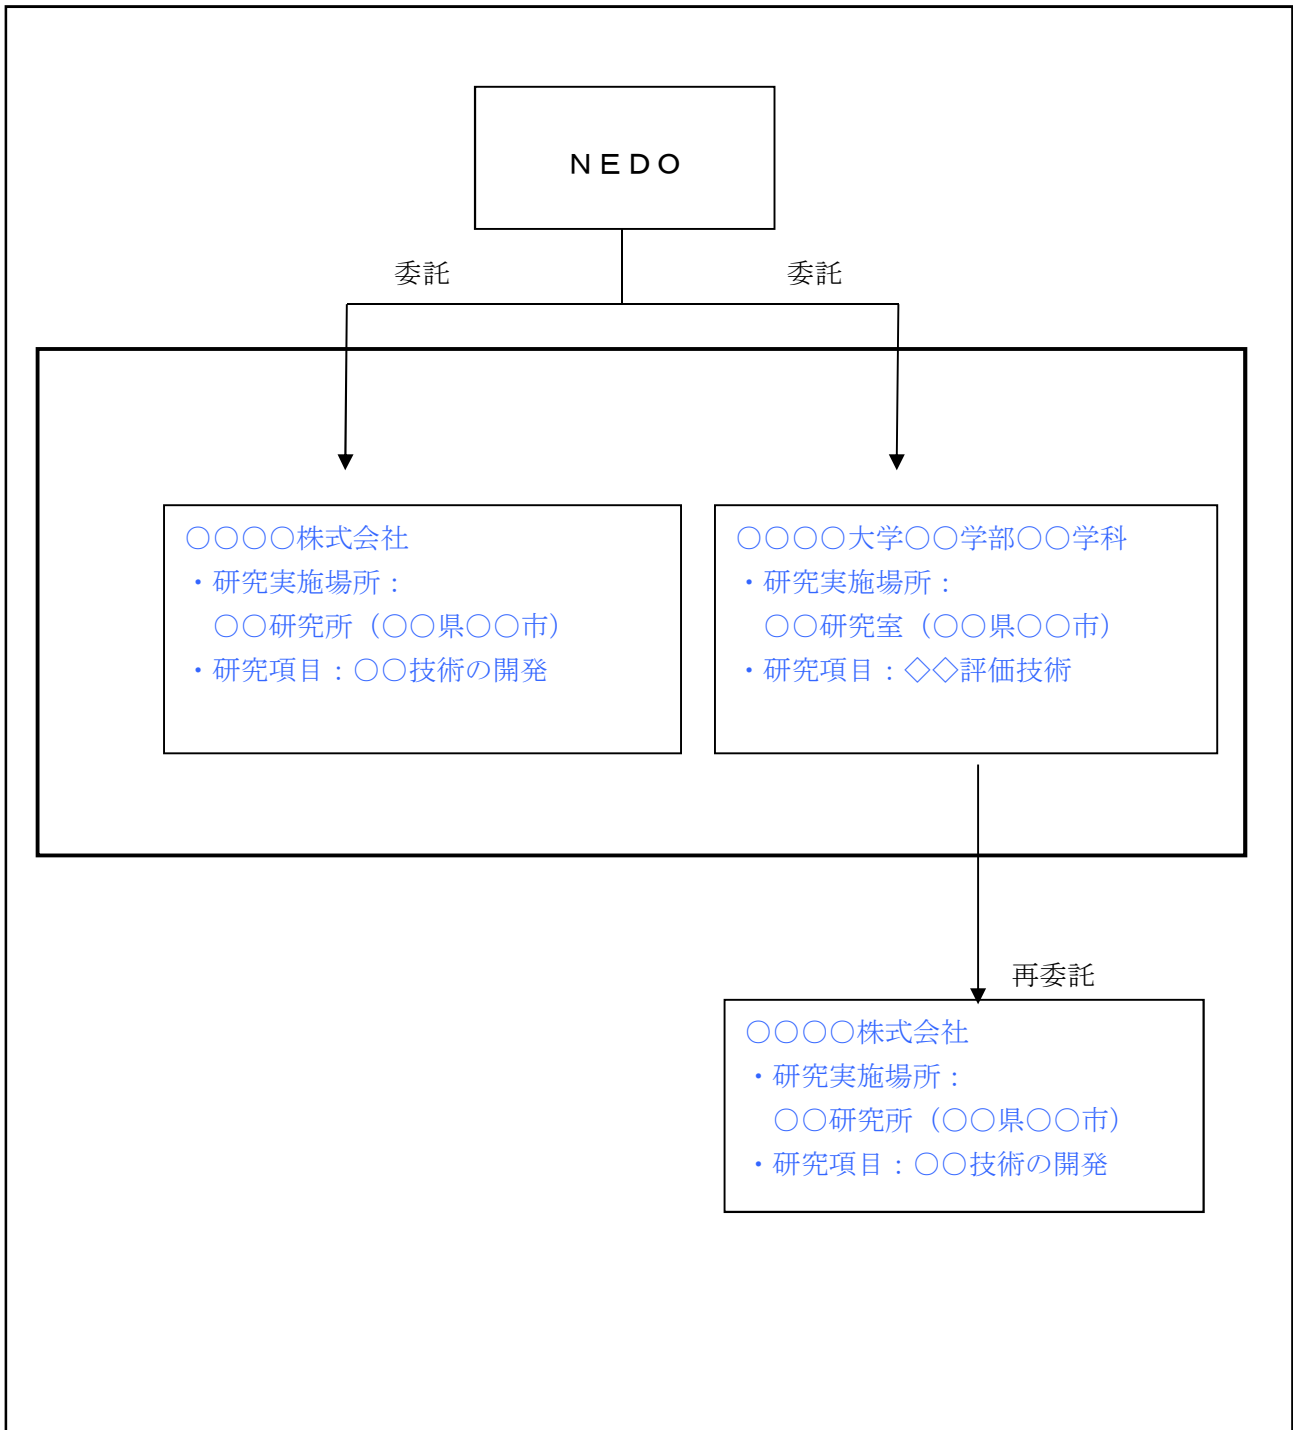 ＮＥＤＯ
委託
委託
○○○○株式会社
・研究実施場所：
○○研究所（○○県○○市）
・研究項目：○○技術の開発
○○○○大学○○学部○○学科
・研究実施場所：
○○研究室（○○県○○市）
・研究項目：◇◇評価技術
再委託
○○○○株式会社
・研究実施場所：
○○研究所（○○県○○市）
・研究項目：○○技術の開発